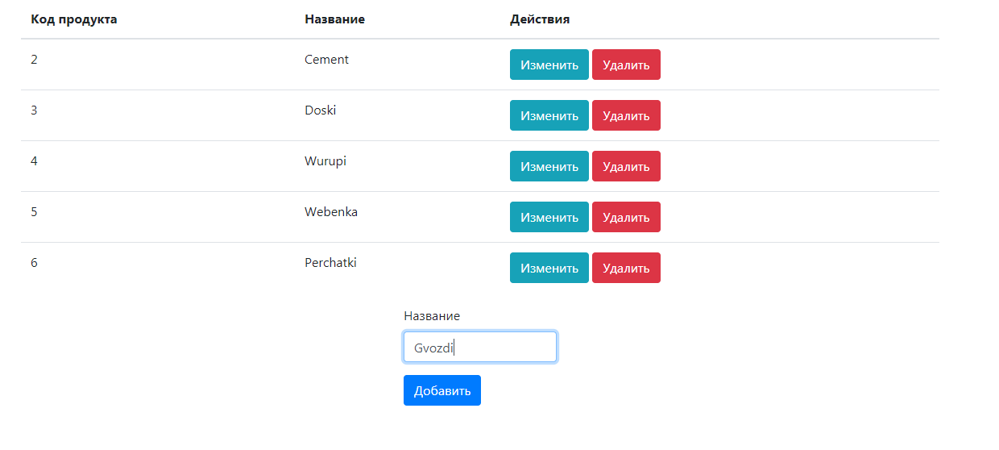 Код продукта Название Действия
2 Cement Изменить Удалить
3 Doski Изменить Удалить
4 Wurupi Изменить Удалить
5 Webenka Изменить Удалить
6 Perchatki Изменить Удалить
Название
Gvozdi
Добавить